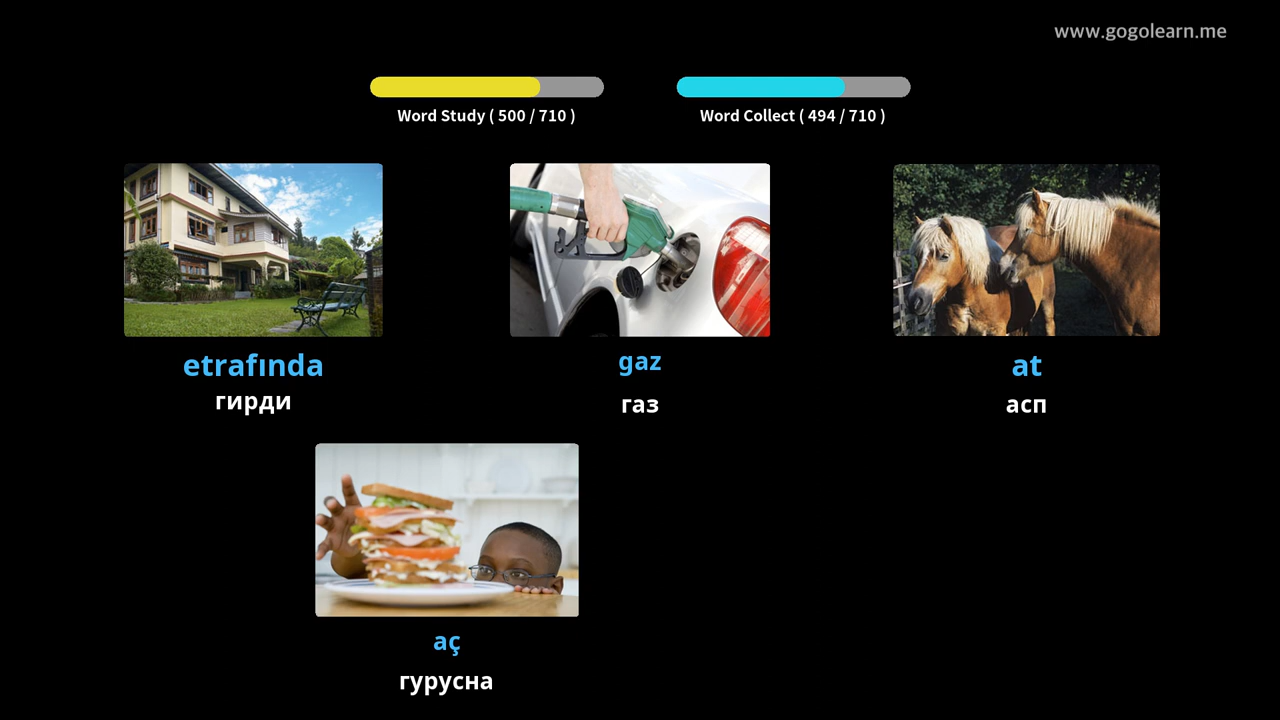 www.gogolearn.me
Word Study ( 500 / 710 )
Word Collect ( 494 / 710 )
etrafında
гирди
gaz
газ
at
асп
aç
гурусна